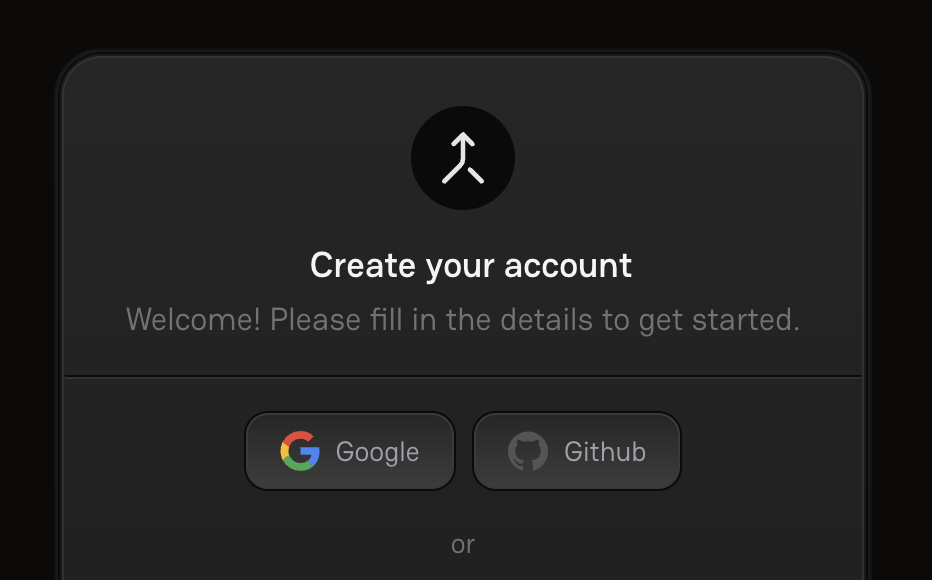 Create your account
Welcome! Please fill in the details to get started.
Google
Github
or